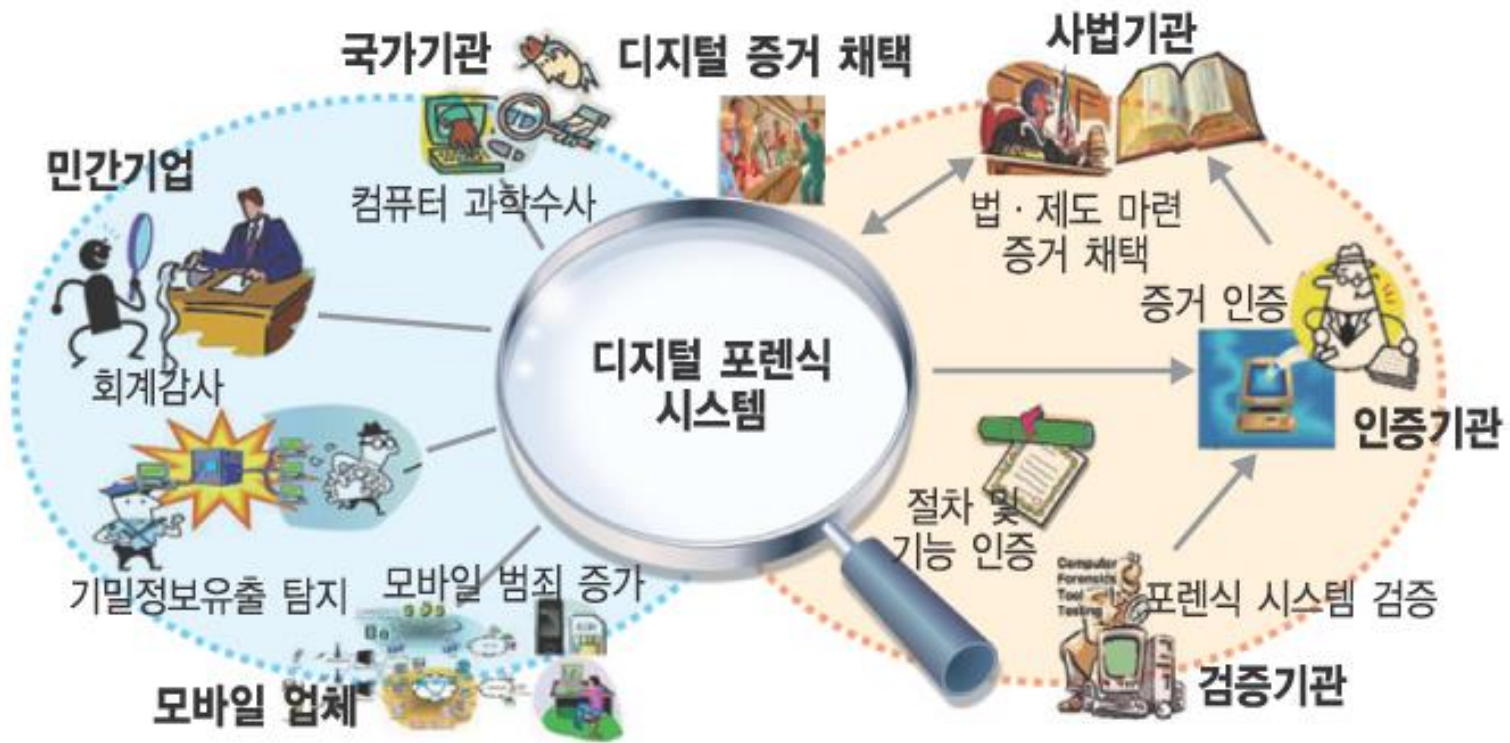 국가기관
디지털 증거 채택
사법기관
민간기업
컴퓨터 과학수사
법 · 제도 마련
증거 채택
증거 인증
회계감사
디지털 포렌식
시스템
인증기관
절차 및
기능 인증
기밀정보유출 탐지
모바일 범죄 증가
Computer
Forensics
Tool
Testing
포렌식 시스템 검증
모바일 업체
검증기관